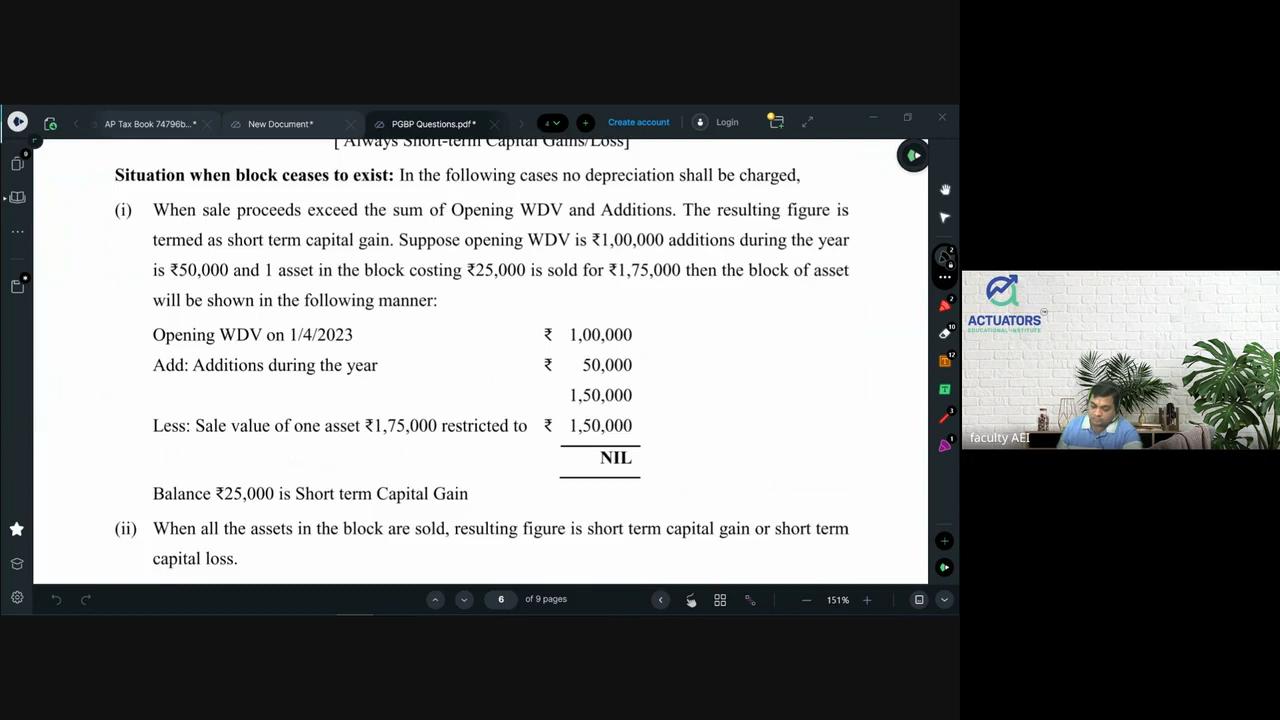 AP Tax Book 74796b...*
New Document*
PGBP Questions.pdf*
4
Create account
Login
[ Always Short-term Capital Gains/Loss]
Situation when block ceases to exist: In the following cases no depreciation shall be charged,
(i) When sale proceeds exceed the sum of Opening WDV and Additions. The resulting figure is
termed as short term capital gain. Suppose opening WDV is ₹1,00,000 additions during the year
is ₹50,000 and 1 asset in the block costing ₹25,000 is sold for ₹1,75,000 then the block of asset
will be shown in the following manner:
Opening WDV on 1/4/2023 ₹ 1,00,000
Add: Additions during the year ₹ 50,000
1,50,000
Less: Sale value of one asset ₹1,75,000 restricted to ₹ 1,50,000
NIL
Balance ₹25,000 is Short term Capital Gain
(ii) When all the assets in the block are sold, resulting figure is short term capital gain or short term
capital loss.
6 of 9 pages
151%
ACTUATORS
EDUCATIONAL INSTITUTE
faculty AEI